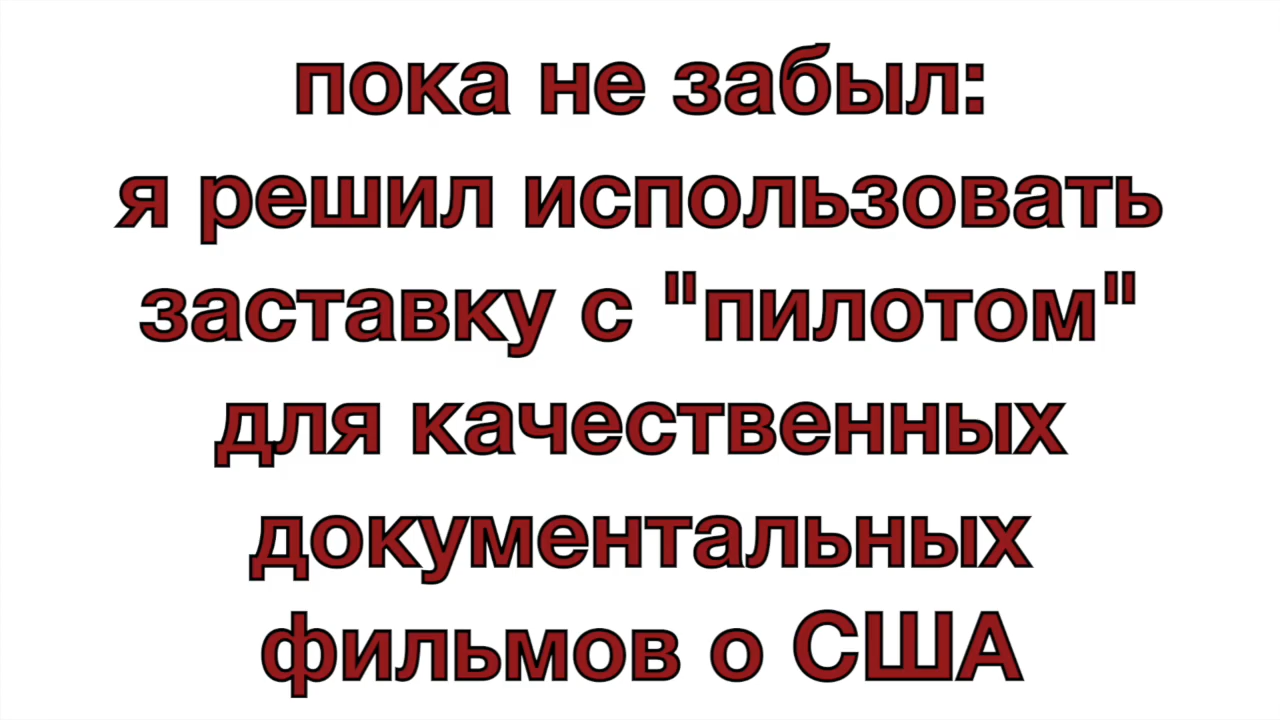 пока не забыл:
я решил использовать
заставку с "пилотом"
для качественных
документальных
фильмов о США